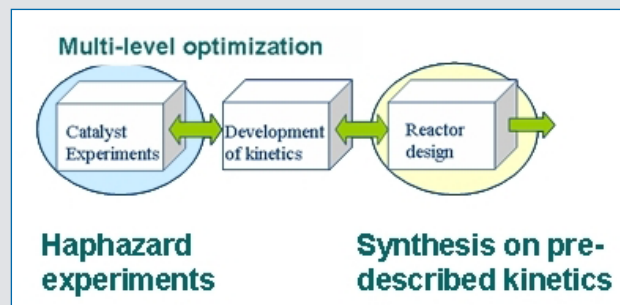 Multi-level optimization
Catalyst
Experiments
Development
of kinetics
Reactor
design
Haphazard
experiments
Synthesis on pre-
described kinetics